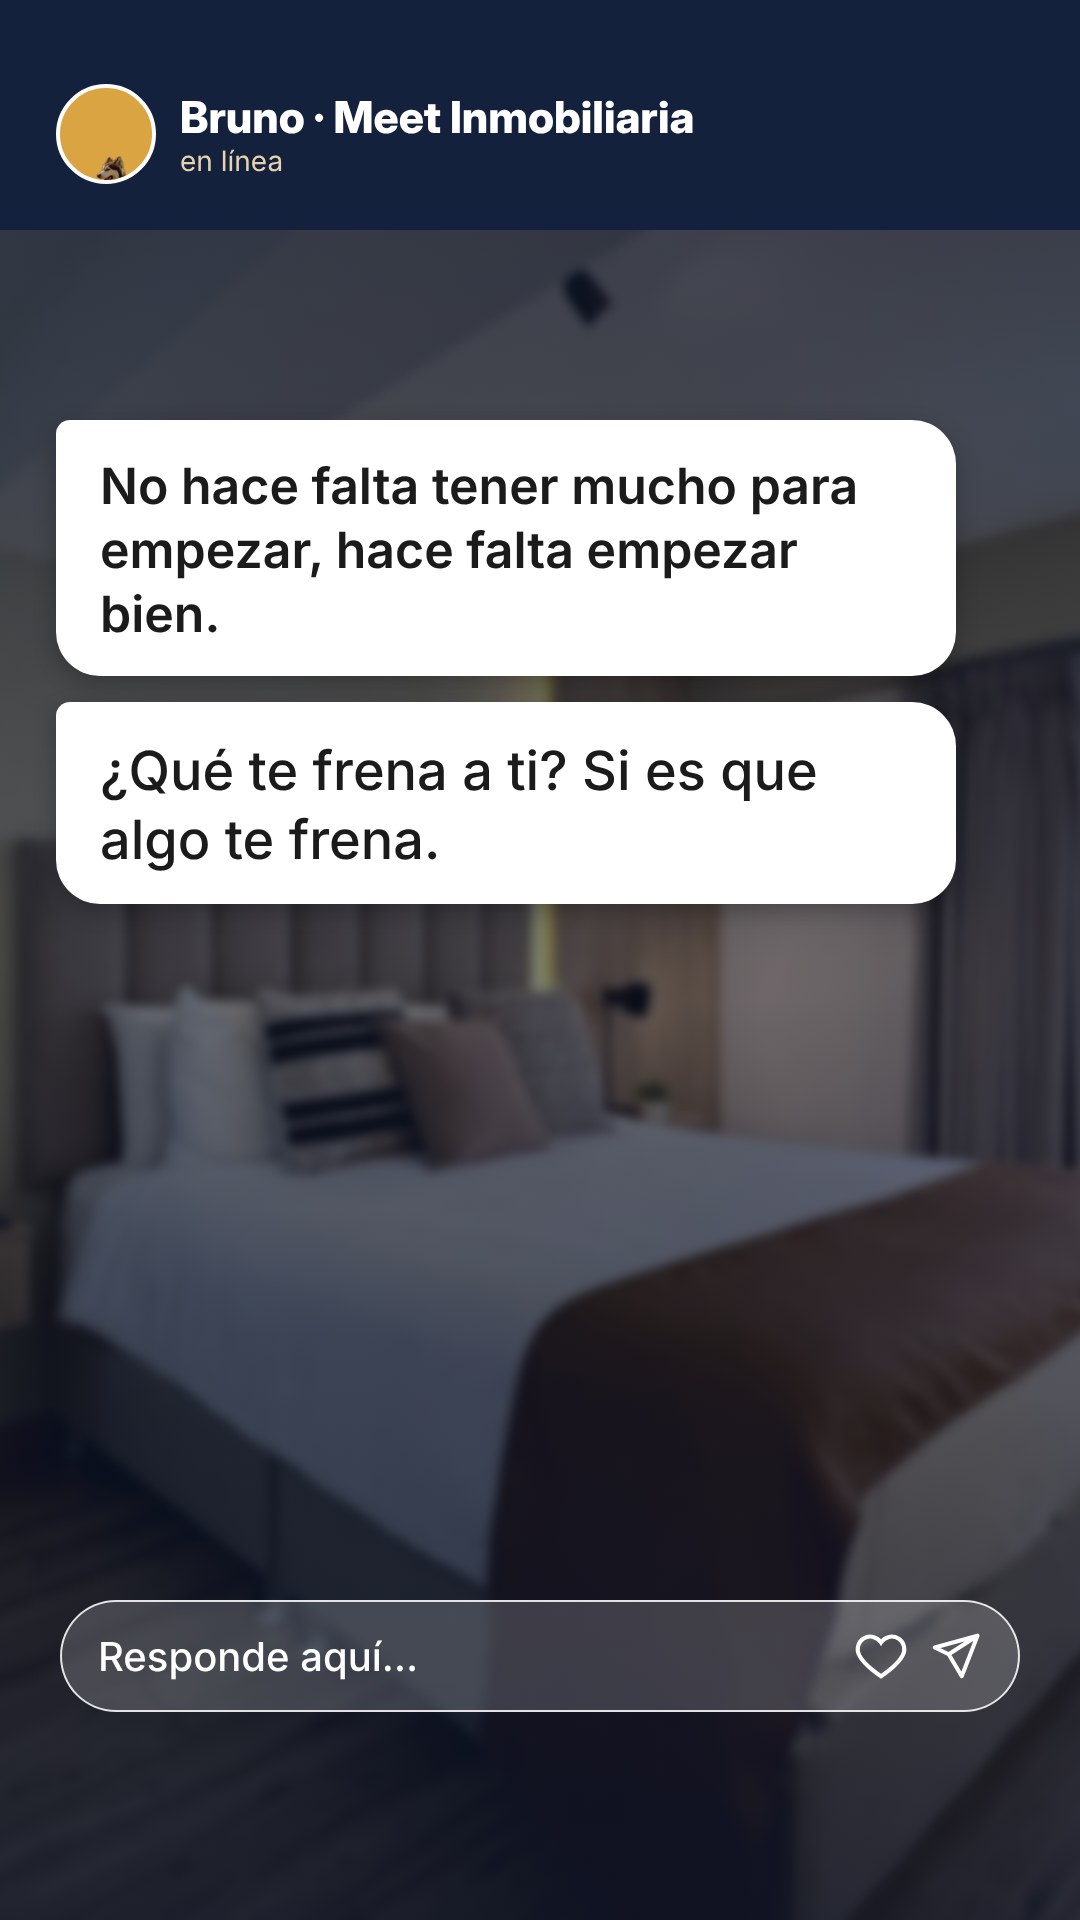 Bruno · Meet Inmobiliaria
en línea
No hace falta tener mucho para
empezar, hace falta empezar
bien.
¿Qué te frena a ti? Si es que
algo te frena.
Responde aquí...